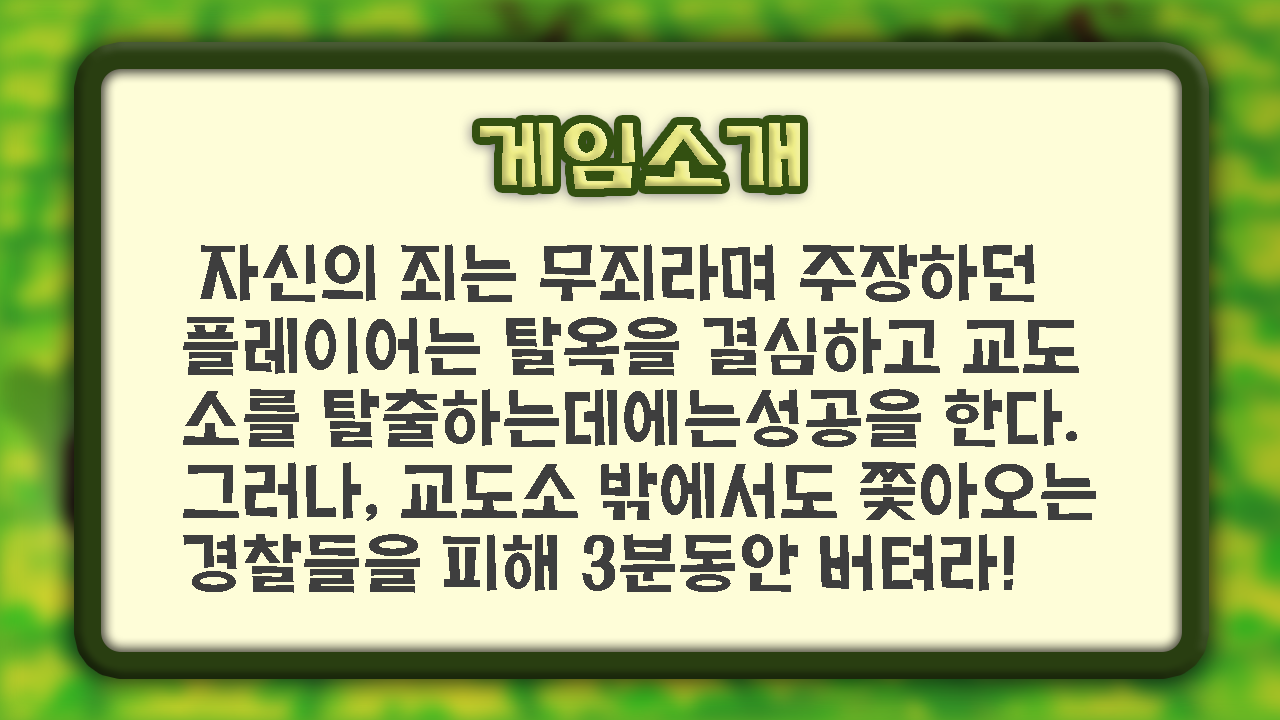 게임소개
자신의 죄는 무죄라며 주장하던
플레이어는 탈옥을 결심하고 교도
소를 탈출하는데에는성공을 한다.
그러나, 교도소 밖에서도 쫓아오는
경찰들을 피해 3분동안 버텨라!